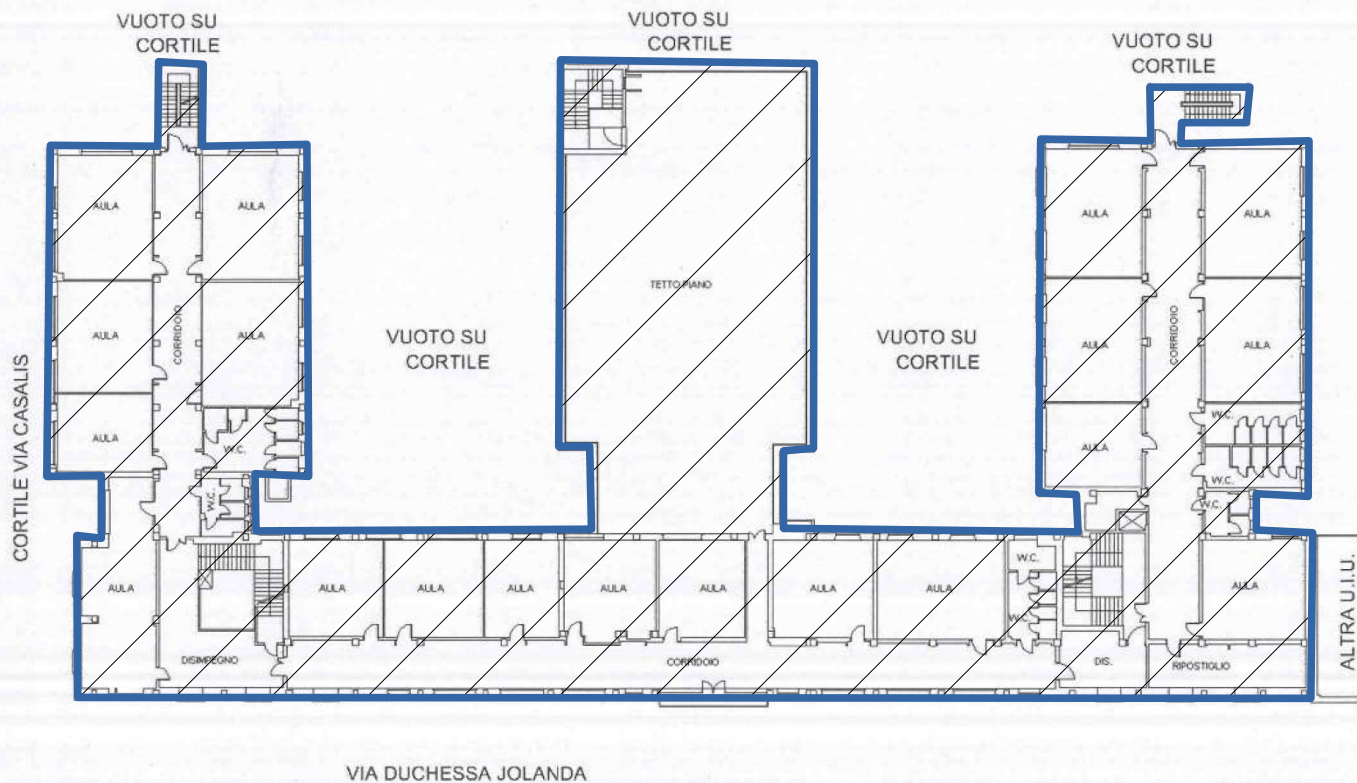 VUOTO SU
CORTILE
VUOTO SU
CORTILE
VUOTO SU
CORTILE
AULA
AULA
AULA
AULA
TETTO PIANO
AULA
AULA
CORRIDOIO
AULA
AULA
VUOTO SU
CORTILE
VUOTO SU
CORTILE
CORRIDOIO
AULA
AULA
CORTILE VIA CASALIS
AULA
W.C.
W.C.
AULA
W.C.
W.C.
W.C.
AULA
AULA
AULA
AULA
AULA
AULA
AULA
AULA
W.C.
W.C.
AULA
DISIMPEGNO
CORRIDOIO
DIS.
RIPOSTIGLIO
ALTRA U.I.U.
VIA DUCHESSA JOLANDA